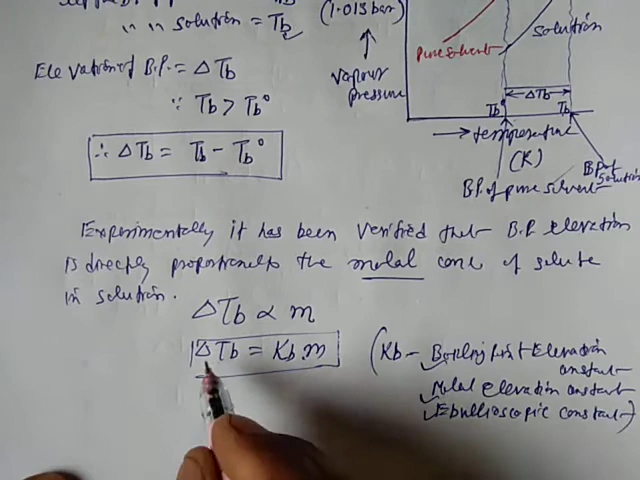 " " solution = Tb
Elevation of B.P. = ΔTb
∵ Tb > Tb°
∴ ΔTb = Tb - Tb°
(1.013 bar)
Vapour
pressure
pure solvent
solution
ΔTb
Tb° Tb
temperature
(K)
B.P. of pure solvent
B.P. of
solution
Experimentally it has been verified that B.P. elevation
is directly proportional to the molal conc of solute
in solution.
ΔTb ∝ m
ΔTb = Kb.m
(Kb - Boiling Point Elevation
constant
Molal elevation constant
Ebullioscopic constant)